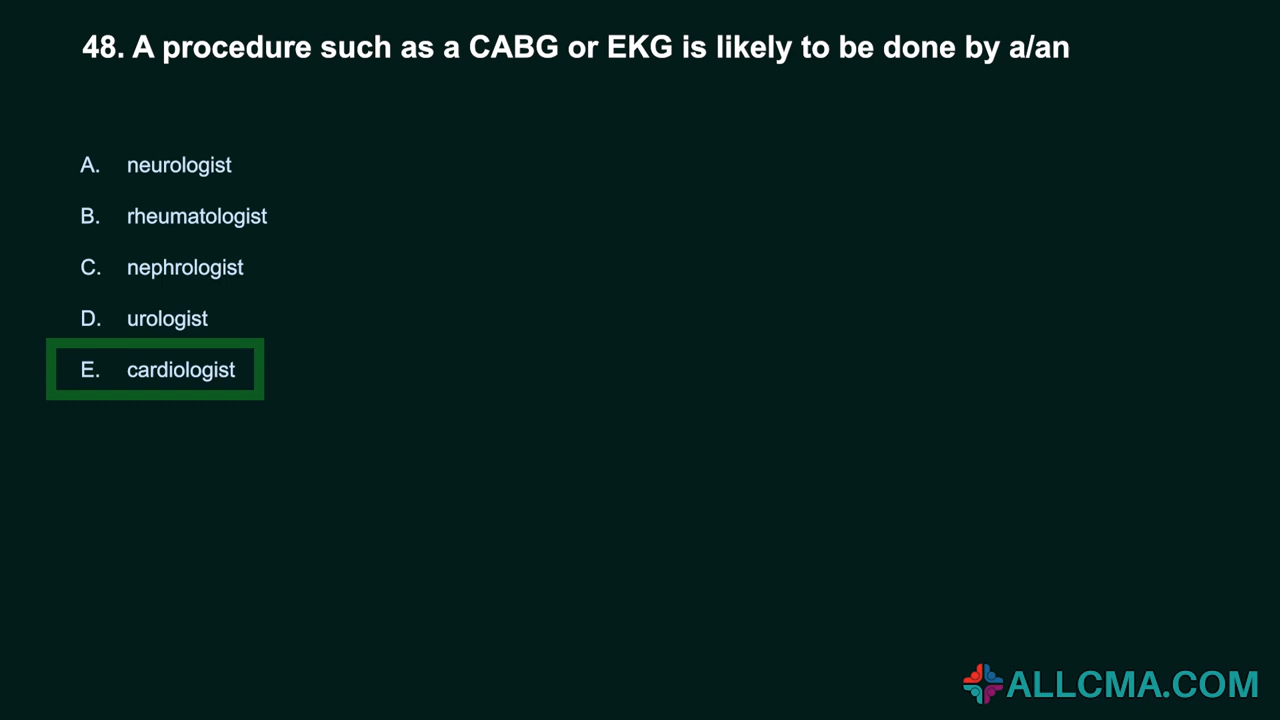 48. A procedure such as a CABG or EKG is likely to be done by a/an
A. neurologist
B. rheumatologist
C. nephrologist
D. urologist
E. cardiologist
ALLCMA.COM